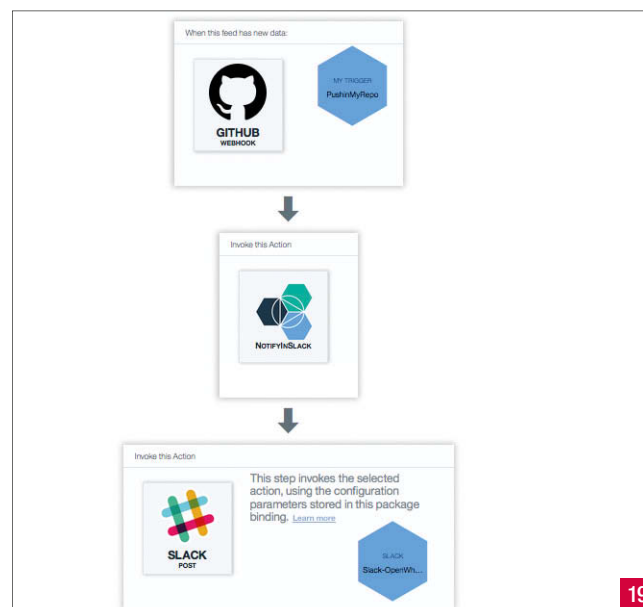 When this feed has new data:
MY TRIGGER
PushinMyRepo
GITHUB
WEBHOOK
Invoke this Action
NOTIFYINSLACK
Invoke this Action
This step invokes the selected
action, using the configuration
parameters stored in this package
binding. Learn more
SLACK
POST
SLACK
Slack-OpenWh...
19